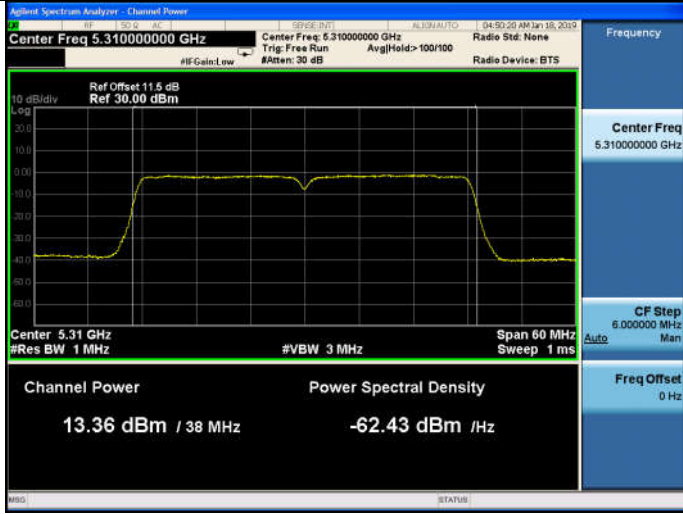 Agilent Spectrum Analyzer - Channel Power
RF 50 Ω AC SENSE:INT ALIGN AUTO 04:50:20 AM Jan 18, 2019
Center Freq 5.310000000 GHz
Center Freq: 5.310000000 GHz
Radio Std: None
Trig: Free Run Avg|Hold:>100/100
#IFGain:Low #Atten: 30 dB Radio Device: BTS
Frequency
Ref Offset 11.5 dB
10 dB/div Ref 30.00 dBm
Log
20.0
10.0
0.00
-10.0
-20.0
-30.0
-40.0
-50.0
-60.0
Center 5.31 GHz Span 60 MHz
#Res BW 1 MHz #VBW 3 MHz Sweep 1 ms
Channel Power Power Spectral Density
13.36 dBm / 38 MHz -62.43 dBm /Hz
Center Freq
5.310000000 GHz
CF Step
6.000000 MHz
Auto Man
Freq Offset
0 Hz
MSG STATUS